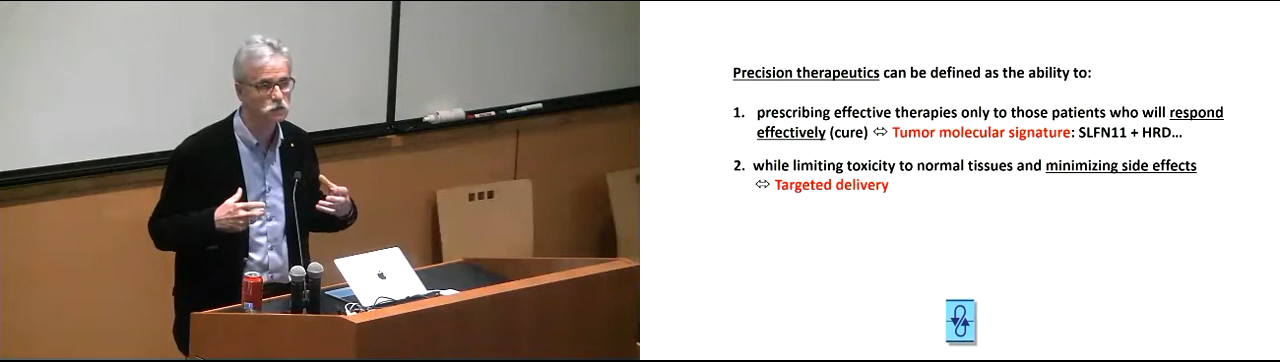 Precision therapeutics can be defined as the ability to:
1. prescribing effective therapies only to those patients who will respond
effectively (cure) ⇔ Tumor molecular signature: SLFN11 + HRD...
2. while limiting toxicity to normal tissues and minimizing side effects
⇔ Targeted delivery